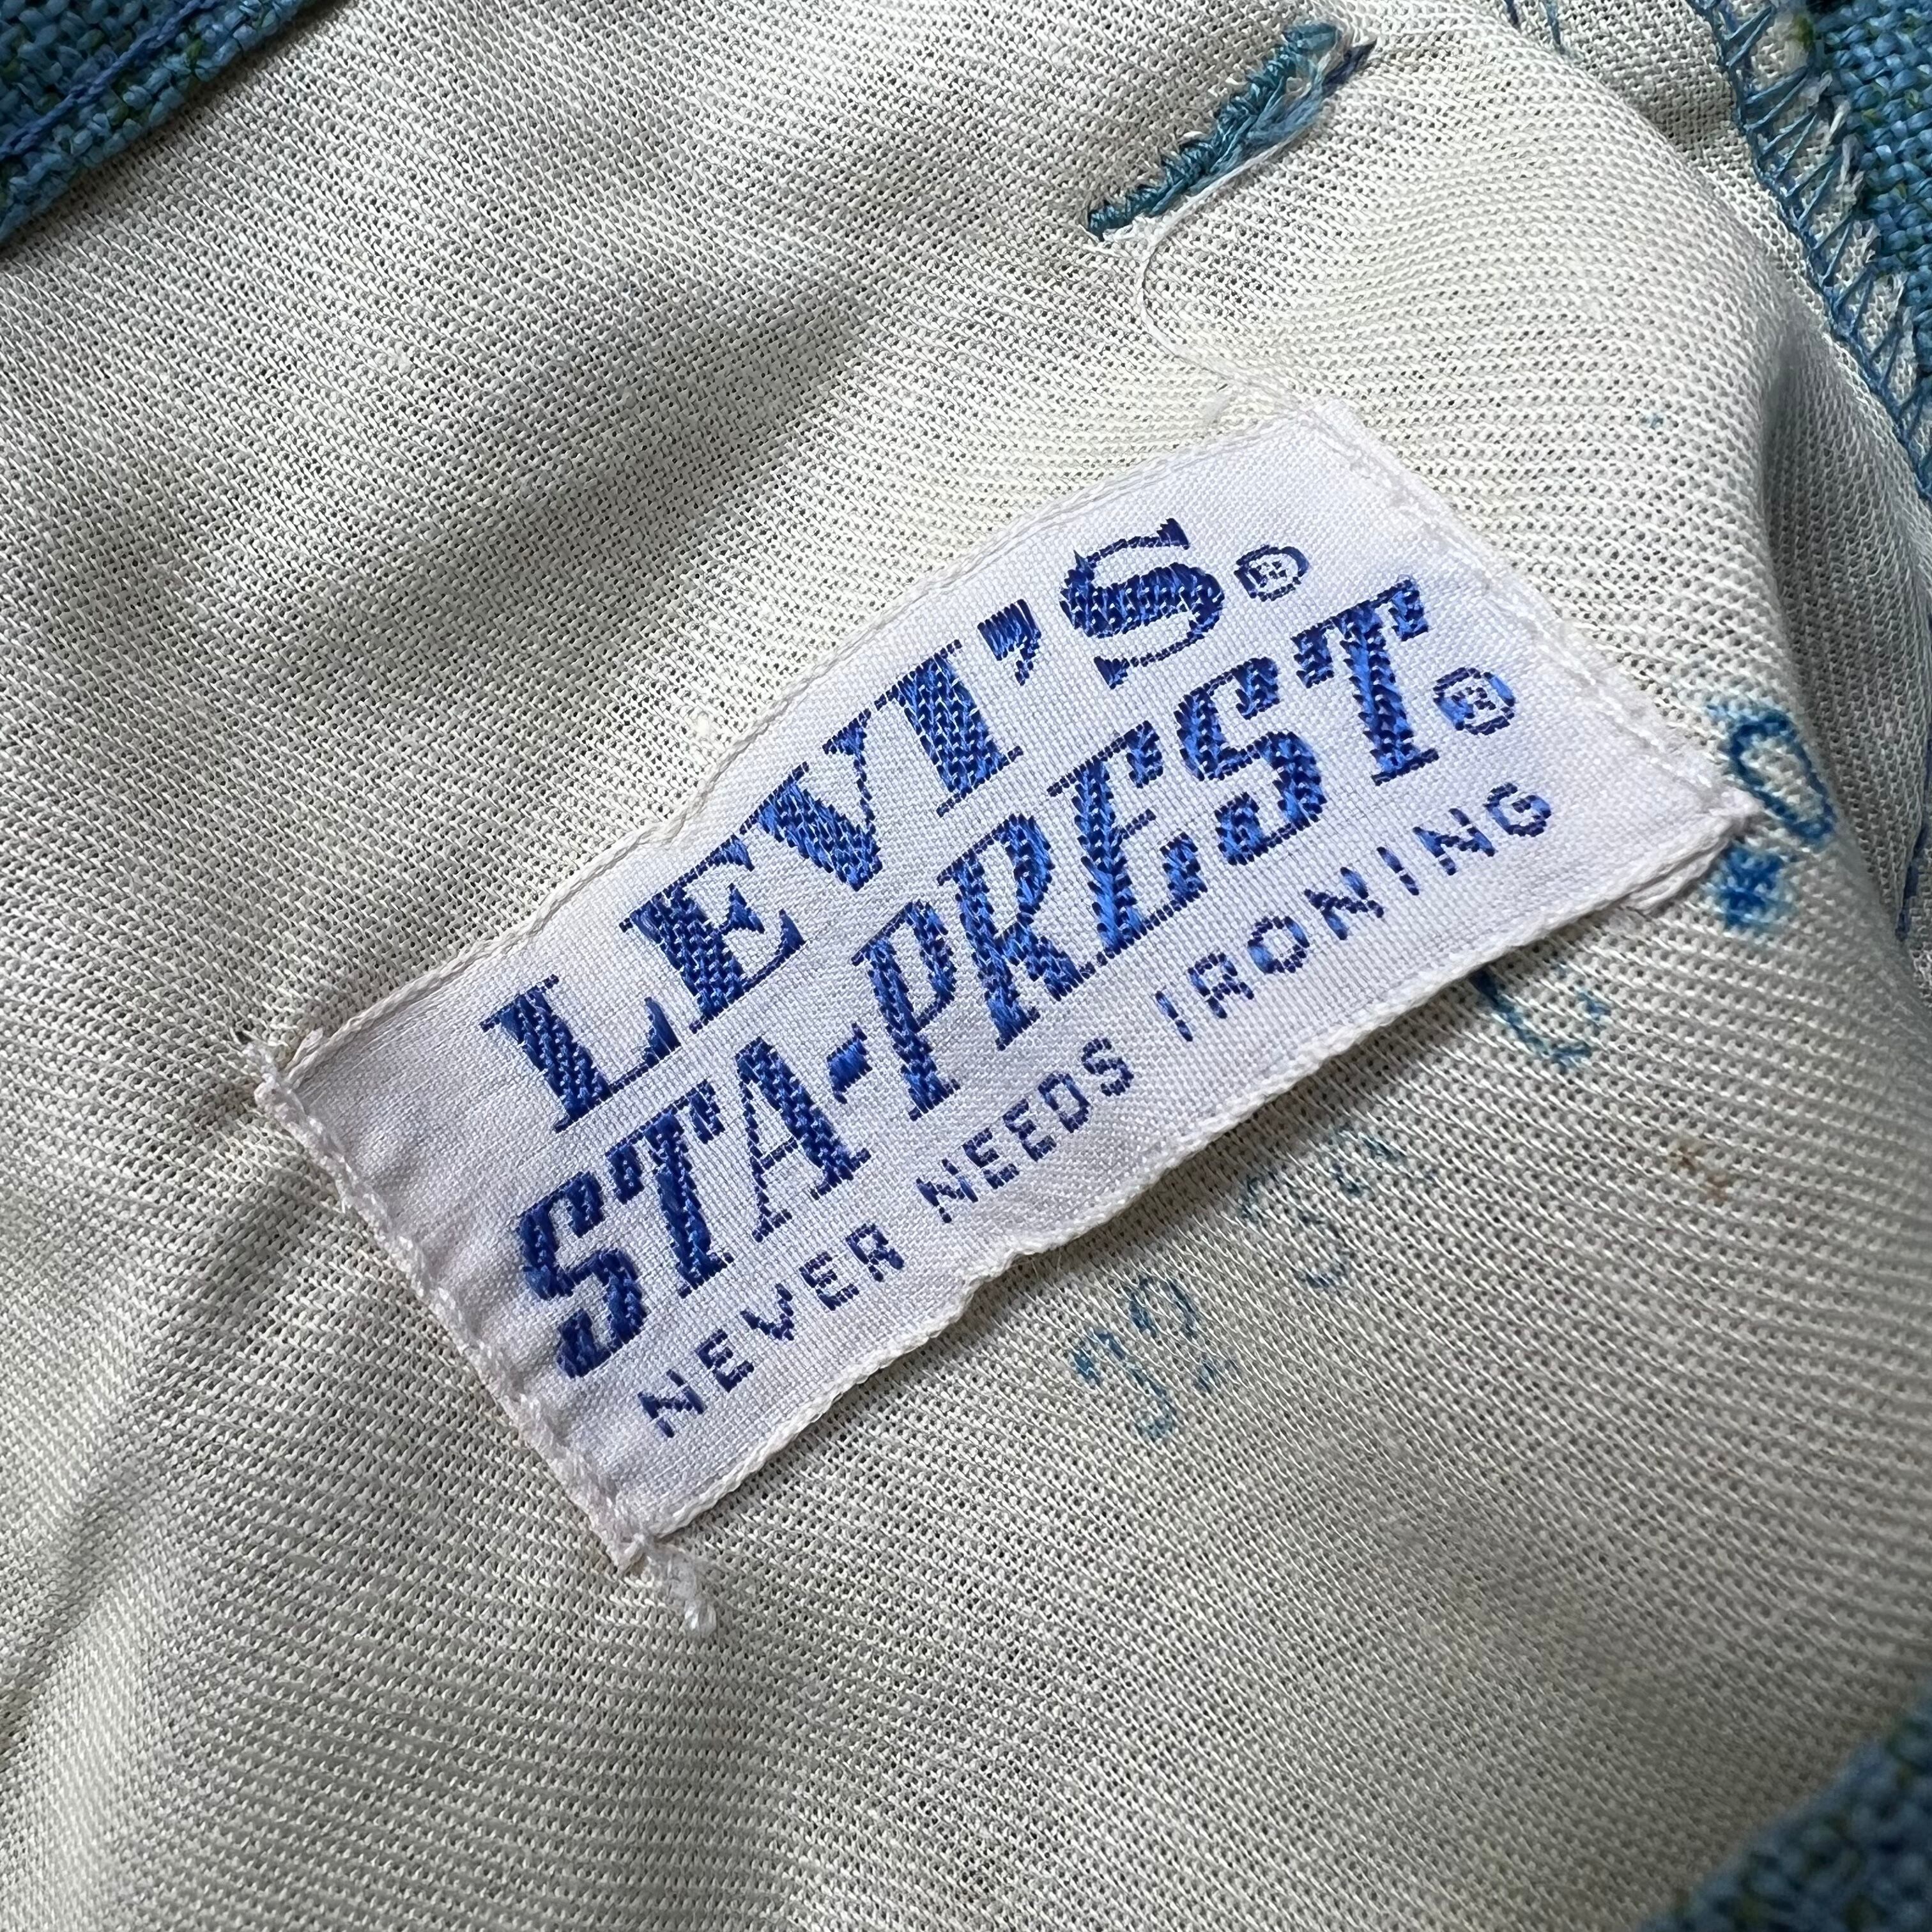 LEVI'S®
STA-PREST®
NEVER NEEDS IRONING